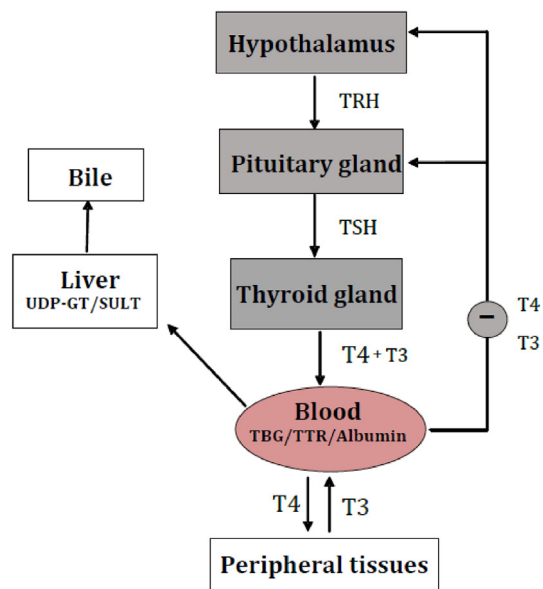 Hypothalamus
TRH
Pituitary gland
Bile
TSH
Liver
UDP-GT/SULT
Thyroid gland
−
T4
T3
T4 + T3
Blood
TBG/TTR/Albumin
T4
T3
Peripheral tissues